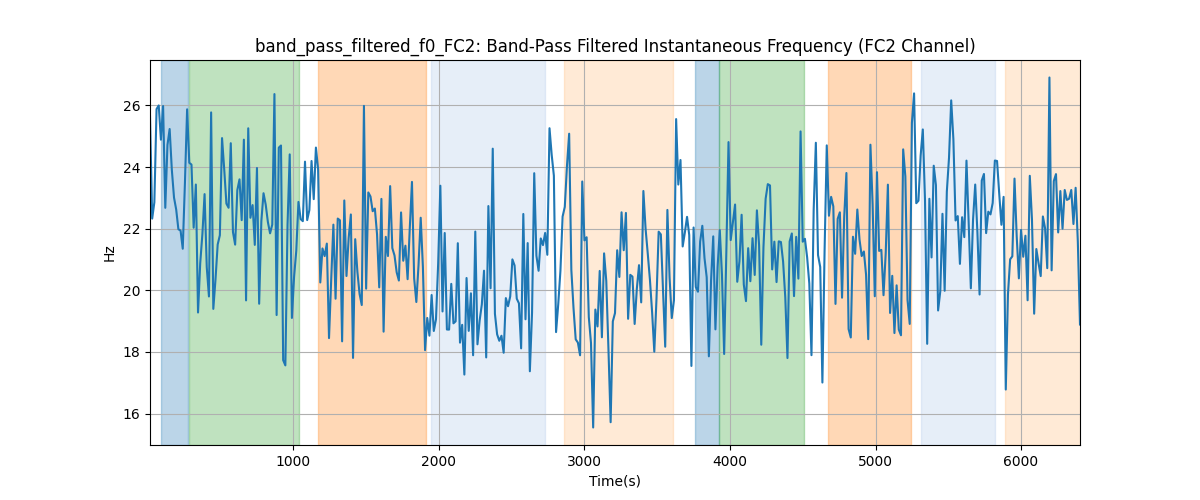 band_pass_filtered_f0_FC2: Band-Pass Filtered Instantaneous Frequency (FC2 Channel)
26
24
22
20
18
16
Hz
1000 2000 3000 4000 5000 6000
Time(s)